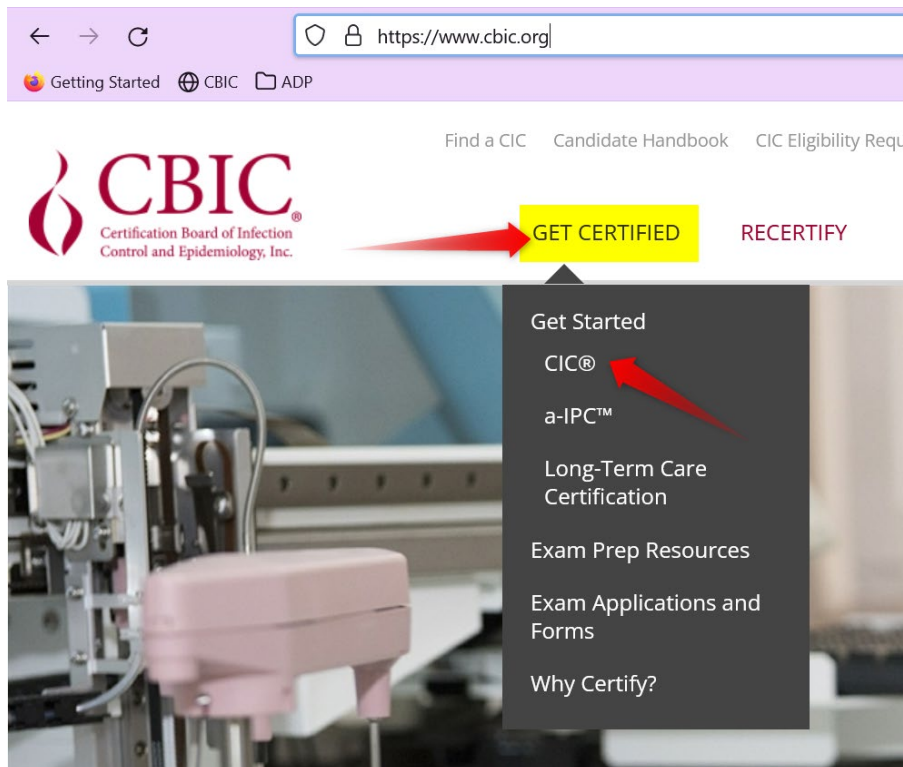 https://www.cbic.org
Getting Started CBIC ADP
Find a CIC Candidate Handbook CIC Eligibility
CBIC®
Certification Board of Infection
Control and Epidemiology, Inc.
GET CERTIFIED RECERTIFY
Get Started
CIC®
a-IPC™
Long-Term Care
Certification
Exam Prep Resources
Exam Applications and
Forms
Why Certify?